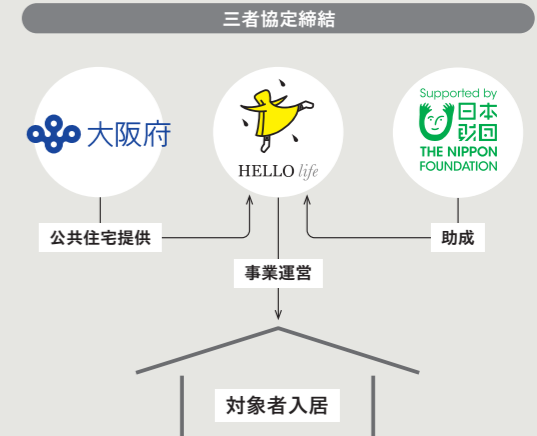 三者協定締結
大阪府
HELLO life
Supported by
日本
財団
THE NIPPON
FOUNDATION
公共住宅提供
助成
事業運営
対象者入居